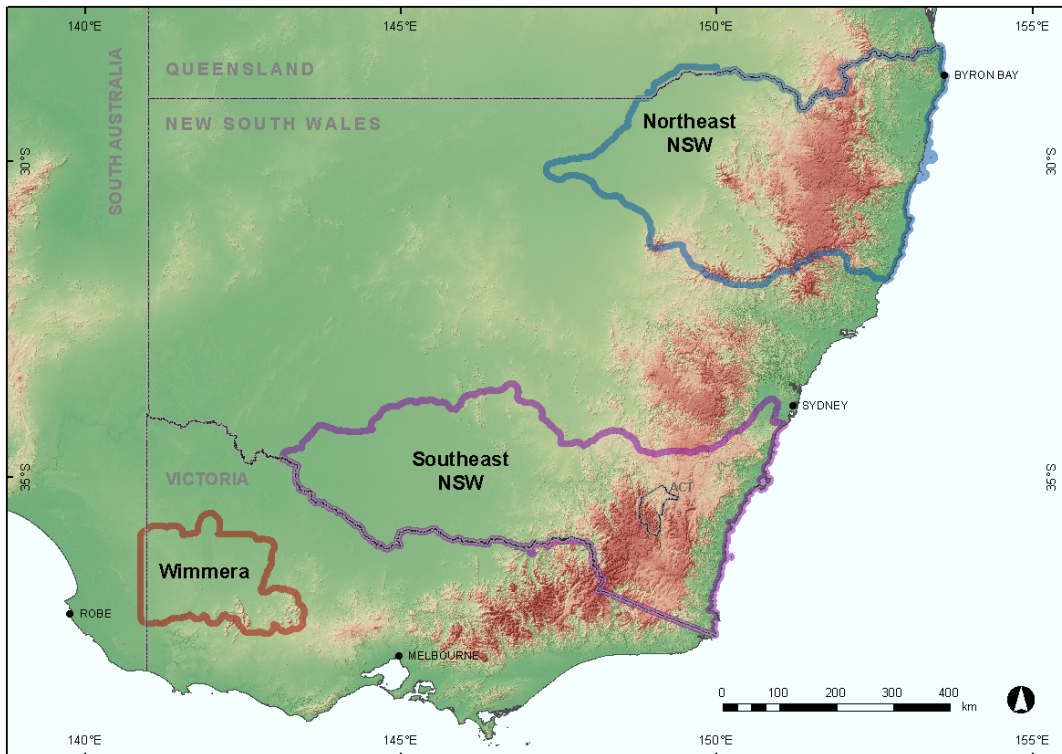 140°E
145°E
150°E
155°E
SOUTH AUSTRALIA
QUEENSLAND
NEW SOUTH WALES
BYRON BAY
Northeast
NSW
30°S
30°S
SYDNEY
Southeast
NSW
VICTORIA
ACT
35°S
35°S
Wimmera
ROBE
MELBOURNE
0 100 200 300 400
km
140°E
145°E
150°E
155°E